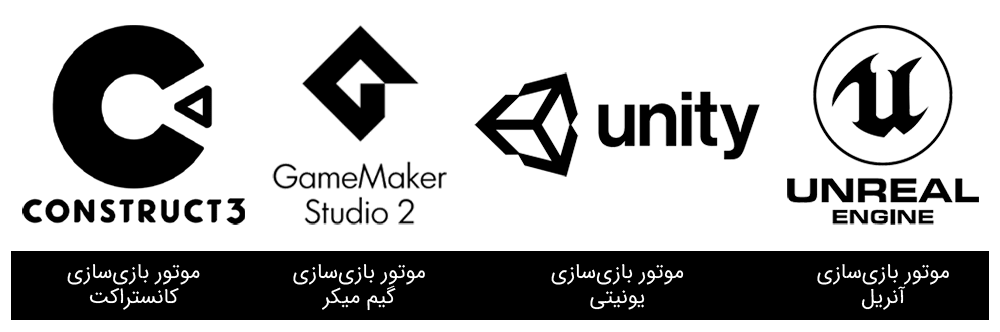 CONSTRUCT3
GameMaker
Studio 2
unity
UNREAL
ENGINE
موتور بازی‌سازی
آنریل
موتور بازی‌سازی
یونیتی
موتور بازی‌سازی
گیم میکر
موتور بازی‌سازی
کانستراکت